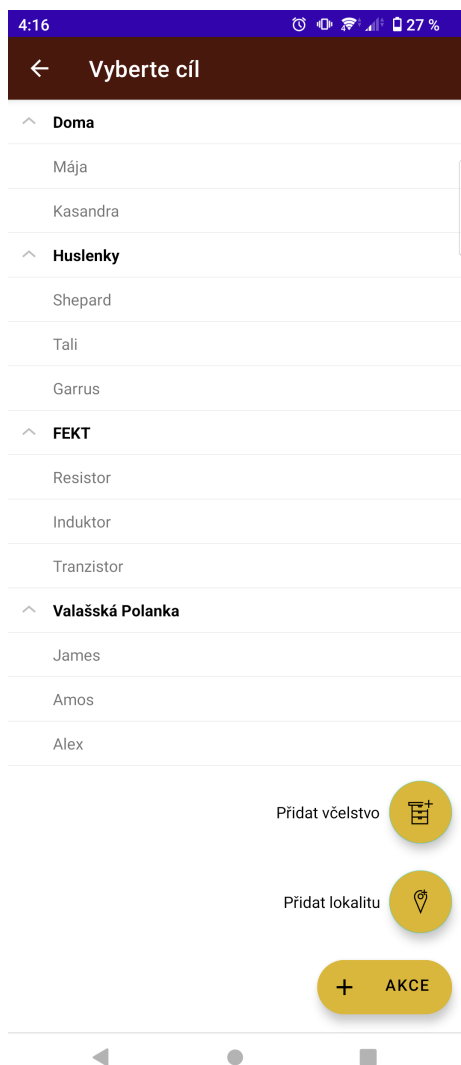 4:16 27 %
Vyberte cíl
Doma
Mája
Kasandra
Huslenky
Shepard
Tali
Garrus
FEKT
Resistor
Induktor
Tranzistor
Valašská Polanka
James
Amos
Alex
Přidat včelstvo
Přidat lokalitu
+ AKCE